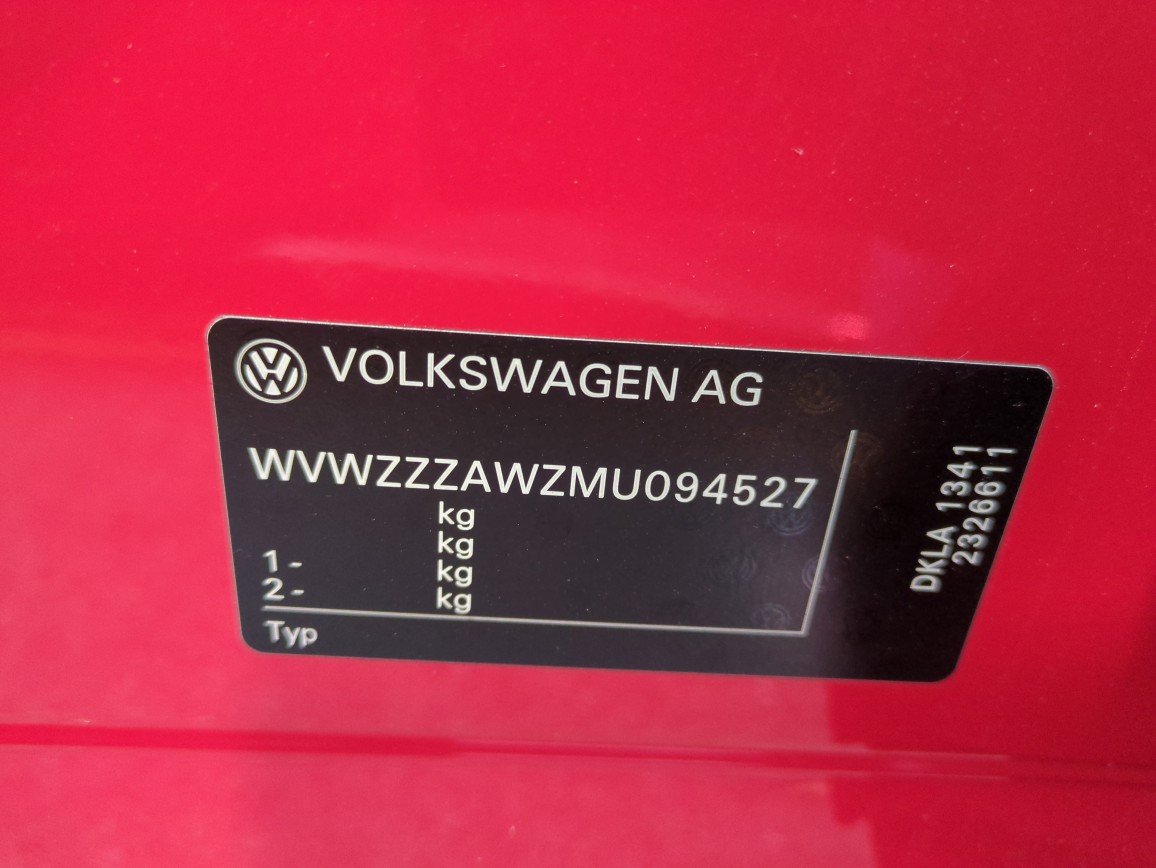 VOLKSWAGEN AG
WVWZZZAWZMU094527
kg
kg
1- kg
2- kg
Typ
DKLA 1341
2326611